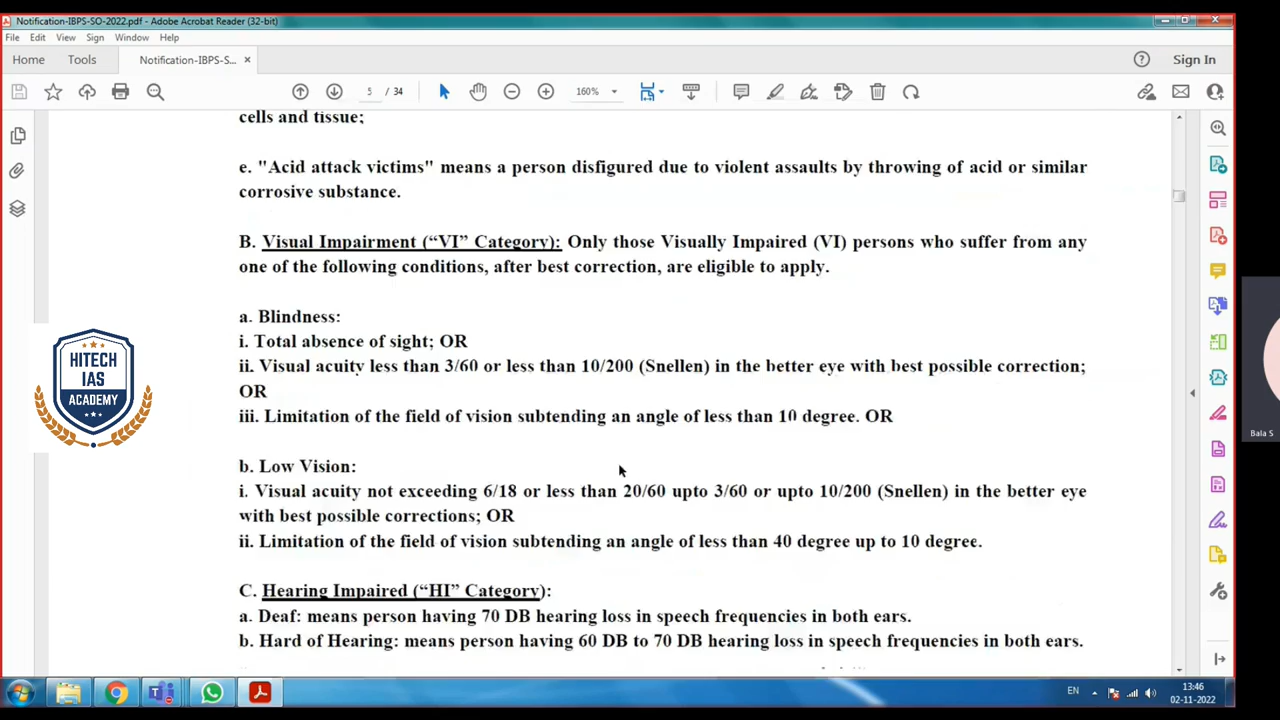 Notification-IBPS-SO-2022.pdf - Adobe Acrobat Reader (32-bit)
File Edit View Sign Window Help
Home Tools Notification-IBPS-S... × Sign In
5 / 34 160%
cells and tissue;
e. "Acid attack victims" means a person disfigured due to violent assaults by throwing of acid or similar
corrosive substance.
B. Visual Impairment (“VI” Category): Only those Visually Impaired (VI) persons who suffer from any
one of the following conditions, after best correction, are eligible to apply.
a. Blindness:
i. Total absence of sight; OR
ii. Visual acuity less than 3/60 or less than 10/200 (Snellen) in the better eye with best possible correction;
OR
iii. Limitation of the field of vision subtending an angle of less than 10 degree. OR
b. Low Vision:
i. Visual acuity not exceeding 6/18 or less than 20/60 upto 3/60 or upto 10/200 (Snellen) in the better eye
with best possible corrections; OR
ii. Limitation of the field of vision subtending an angle of less than 40 degree up to 10 degree.
C. Hearing Impaired (“HI” Category):
a. Deaf: means person having 70 DB hearing loss in speech frequencies in both ears.
b. Hard of Hearing: means person having 60 DB to 70 DB hearing loss in speech frequencies in both ears.
HITECH
IAS
ACADEMY
Bala S
EN
13:46
02-11-2022